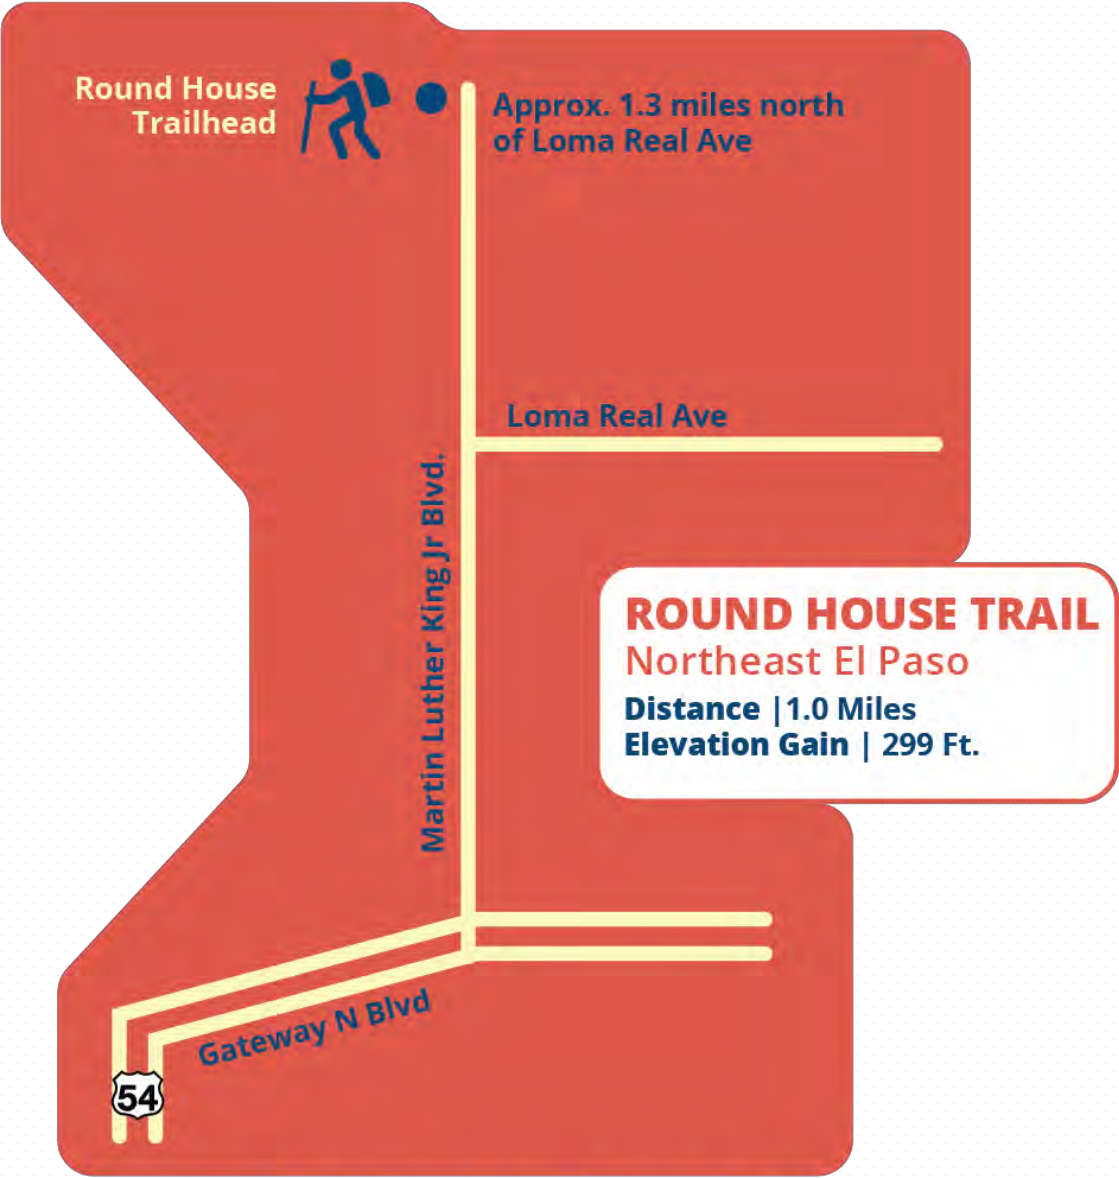 Round House
Trailhead
Approx. 1.3 miles north
of Loma Real Ave
Loma Real Ave
Martin Luther King Jr Blvd.
ROUND HOUSE TRAIL
Northeast El Paso
Distance |1.0 Miles
Elevation Gain | 299 Ft.
Gateway N Blvd
54